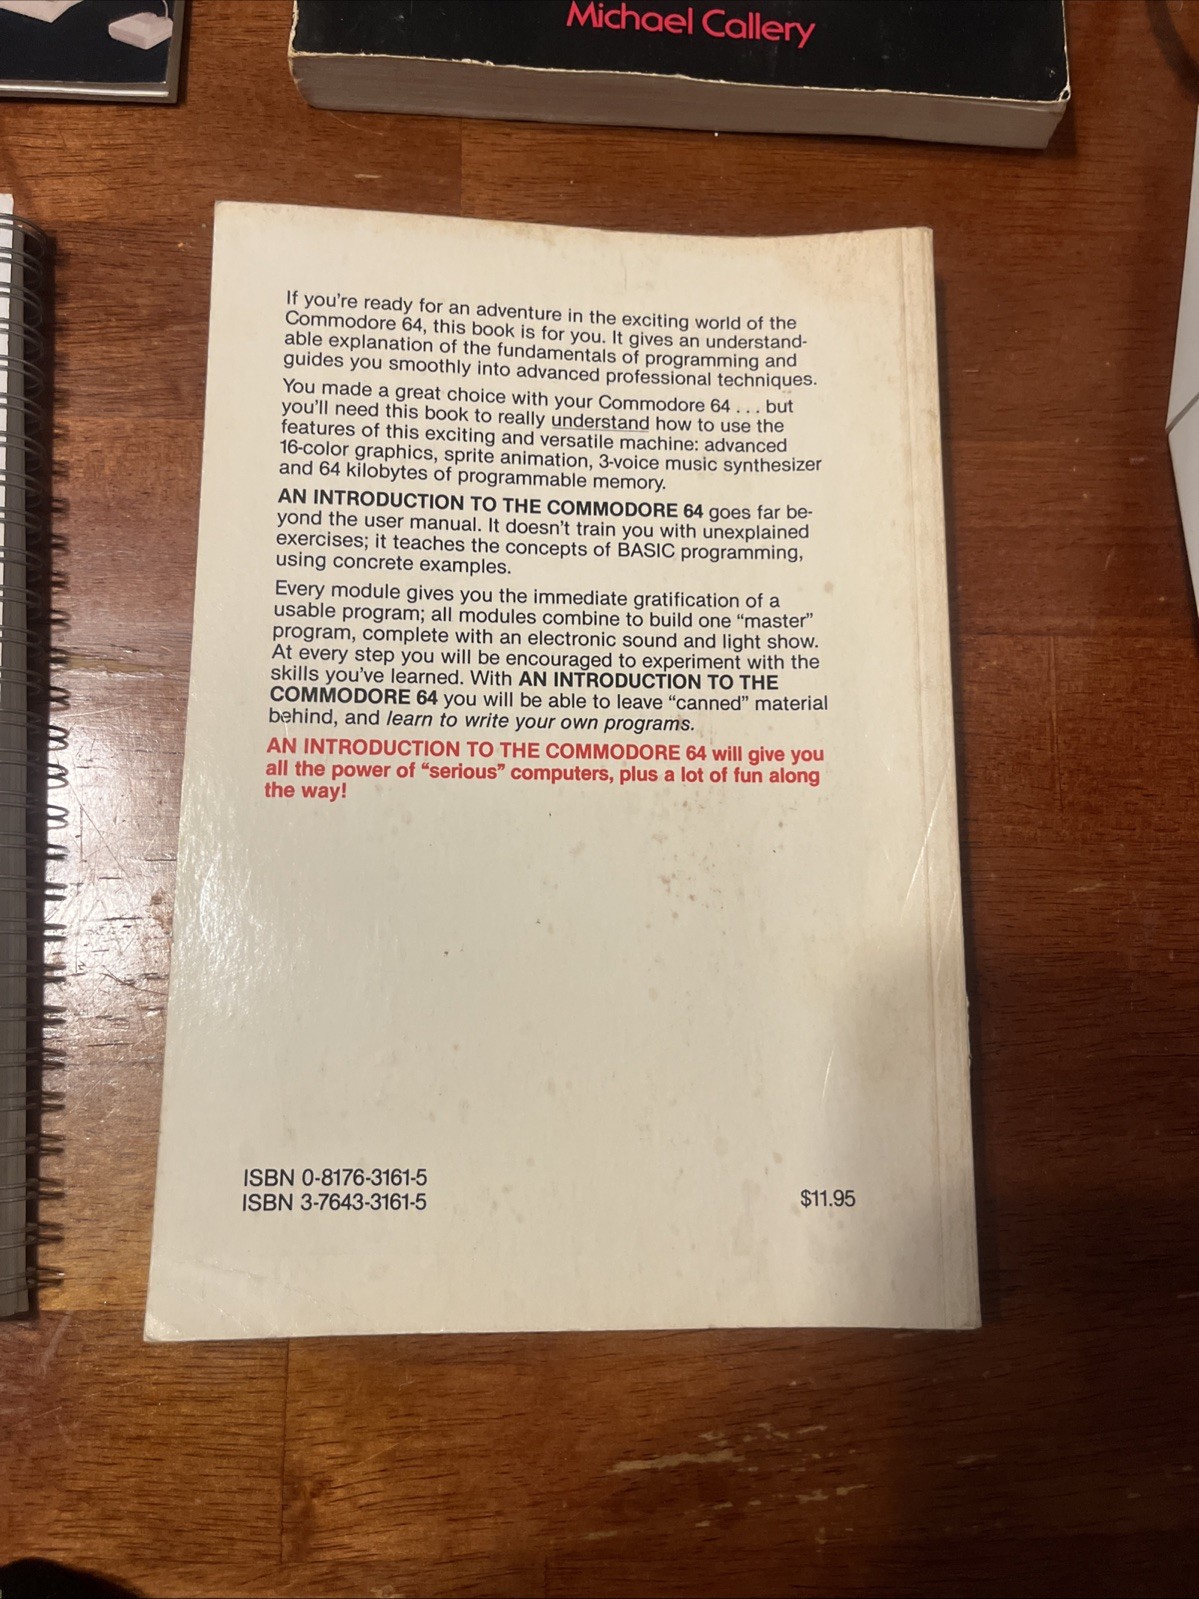 Michael Callery
If you're ready for an adventure in the exciting world of the
Commodore 64, this book is for you. It gives an understand-
able explanation of the fundamentals of programming and
guides you smoothly into advanced professional techniques.
You made a great choice with your Commodore 64 . . . but
you'll need this book to really understand how to use the
features of this exciting and versatile machine: advanced
16-color graphics, sprite animation, 3-voice music synthesizer
and 64 kilobytes of programmable memory.
AN INTRODUCTION TO THE COMMODORE 64 goes far be-
yond the user manual. It doesn't train you with unexplained
exercises; it teaches the concepts of BASIC programming,
using concrete examples.
Every module gives you the immediate gratification of a
usable program; all modules combine to build one “master”
program, complete with an electronic sound and light show.
At every step you will be encouraged to experiment with the
skills you've learned. With AN INTRODUCTION TO THE
COMMODORE 64 you will be able to leave “canned” material
behind, and learn to write your own programs.
AN INTRODUCTION TO THE COMMODORE 64 will give you
all the power of “serious” computers, plus a lot of fun along
the way!
ISBN 0-8176-3161-5
ISBN 3-7643-3161-5
$11.95